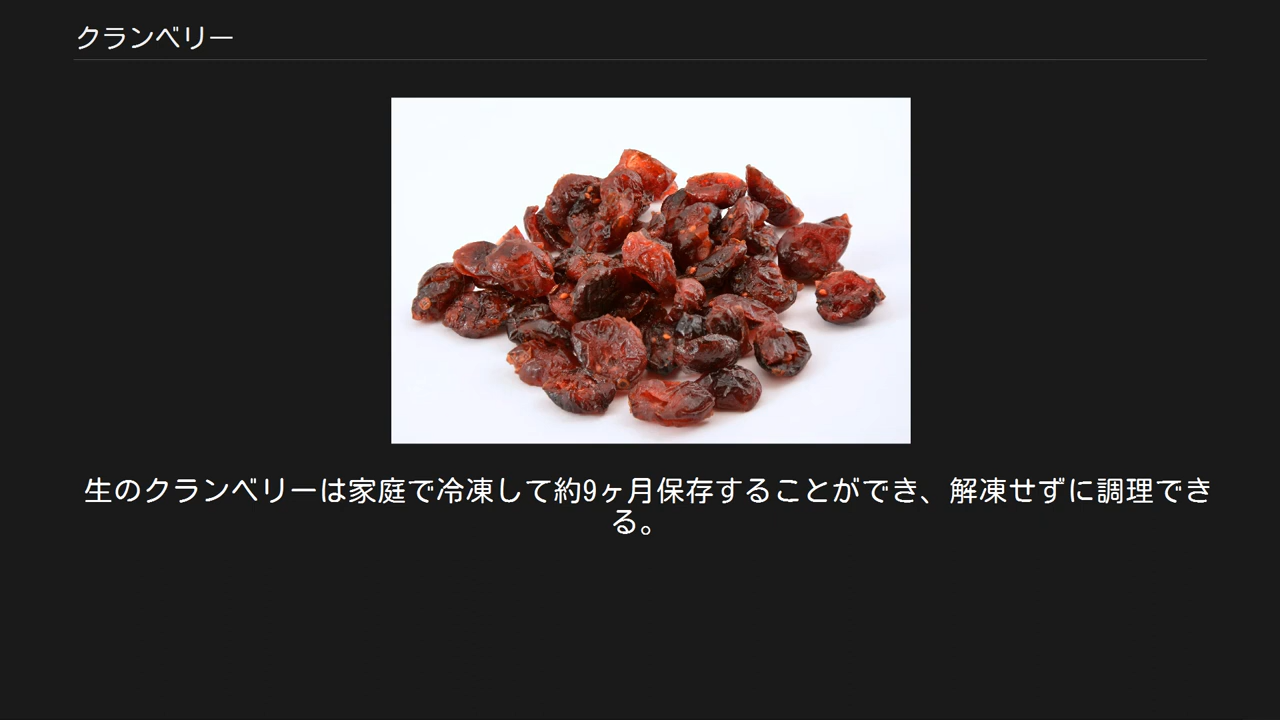 クランベリー
生のクランベリーは家庭で冷凍して約9ヶ月保存することができ、解凍せずに調理でき
る。